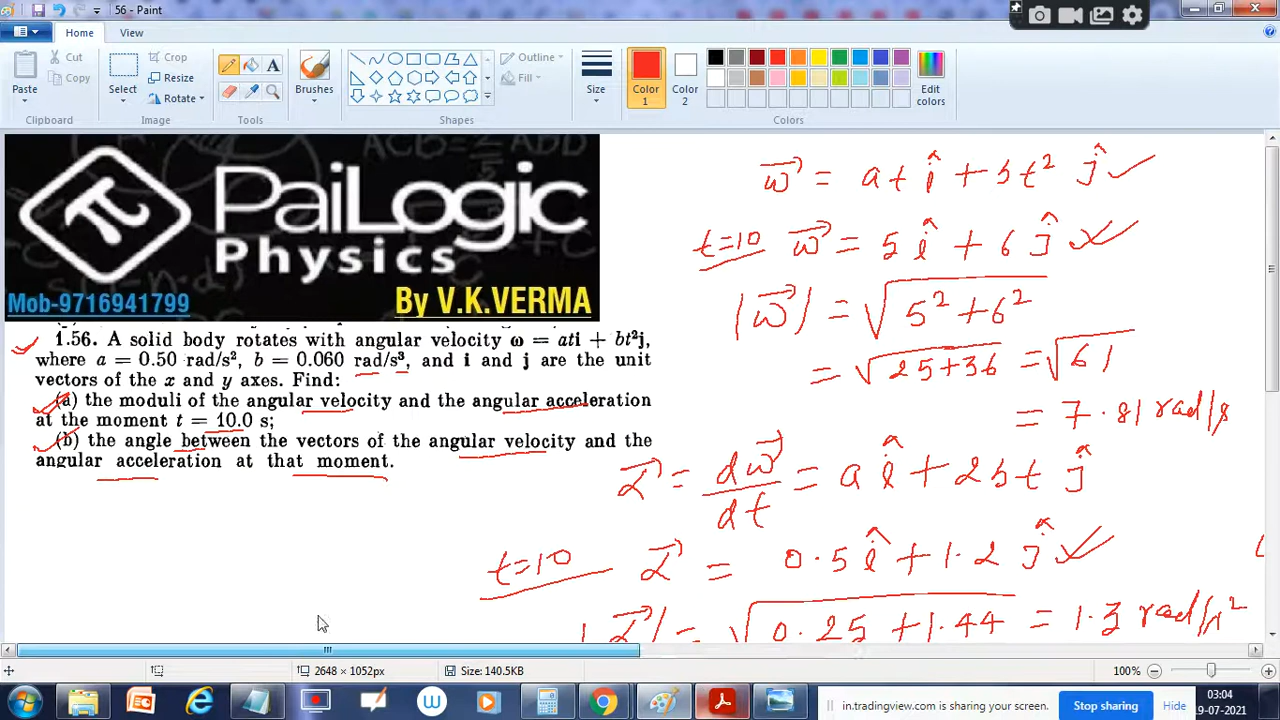 56 - Paint
Home
View
Paste
Cut
Copy
Clipboard
Select
Crop
Resize
Rotate
Image
Tools
Brushes
Shapes
Outline
Fill
Size
Color 1
Color 2
Colors
Edit colors
ACB = DBD
π PaiLogic
Physics
Mob-9716941799 By V.K.VERMA
1.56. A solid body rotates with angular velocity ω = ati + bt²j,
where a = 0.50 rad/s², b = 0.060 rad/s³, and i and j are the unit
vectors of the x and y axes. Find:
(a) the moduli of the angular velocity and the angular acceleration
at the moment t = 10.0 s;
(b) the angle between the vectors of the angular velocity and the
angular acceleration at that moment.
ω⃗ = at î + bt² ĵ ✓
t=10 ω⃗ = 5 î + 6 ĵ ✓
|ω⃗| = √5² + 6²
= √25+36 = √61
= 7.81 rad/s
α⃗ = dω⃗/dt = a î + 2bt ĵ
t=10 α⃗ = 0.5 î + 1.2 ĵ ✓
|α⃗| = √0.25 + 1.44 = 1.3 rad/s²
2648 × 1052px
Size: 140.5KB
100%
in.tradingview.com is sharing your screen.
Stop sharing
Hide
03:04
19-07-2021